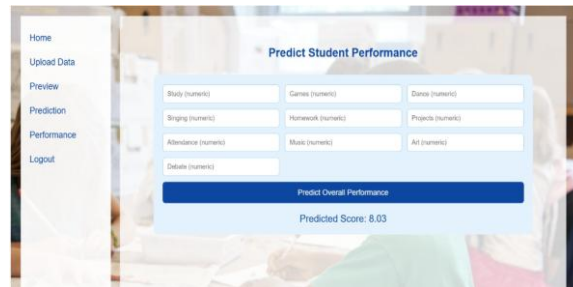 Home
Upload Data
Preview
Prediction
Performance
Logout
Predict Student Performance
Study (numeric)
Games (numeric)
Dance (numeric)
Singing (numeric)
Homework (numeric)
Projects (numeric)
Attendance (numeric)
Music (numeric)
Art (numeric)
Debate (numeric)
Predict Overall Performance
Predicted Score: 8.03